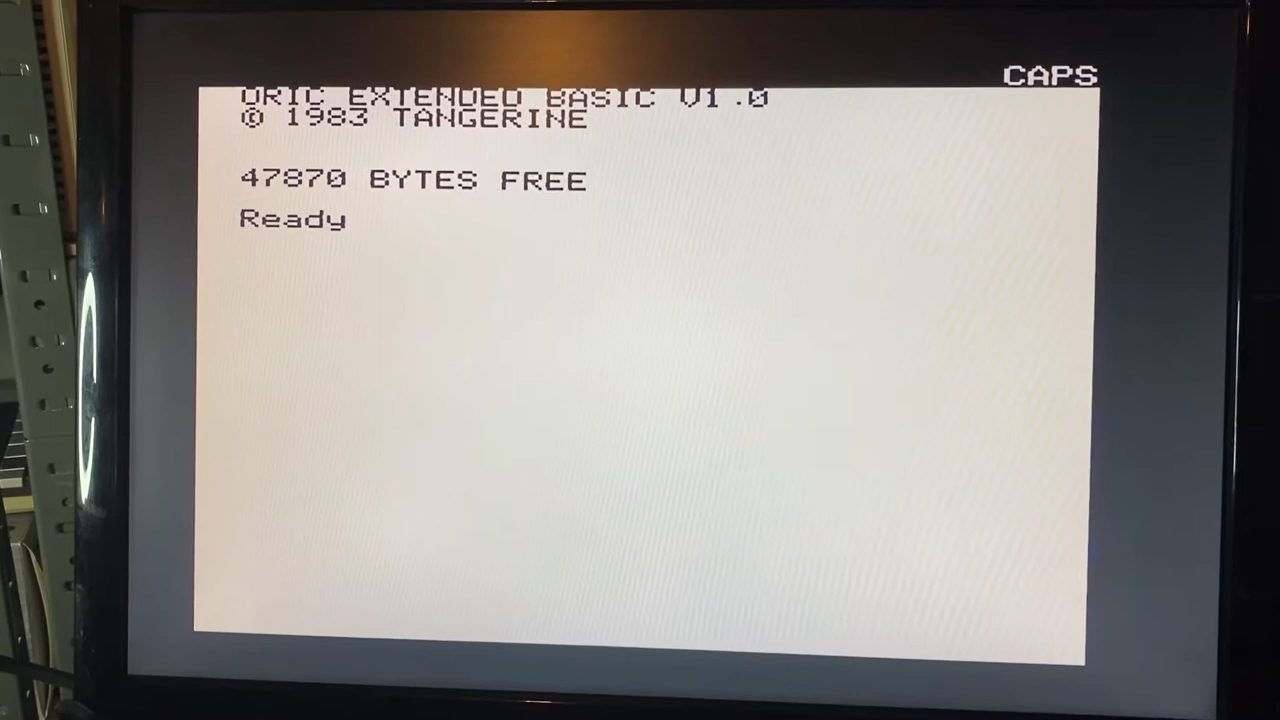 CAPS
ORIC EXTENDED BASIC V1.0
© 1983 TANGERINE
47870 BYTES FREE
Ready